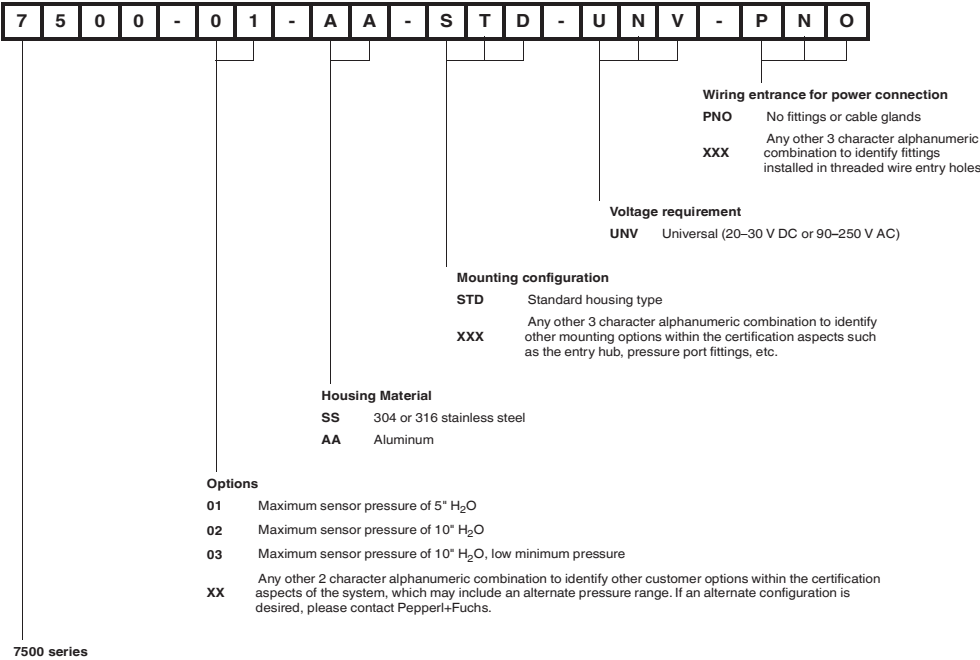 7 5 0 0 - 0 1 - A A - S T D - U N V - P N O
Wiring entrance for power connection
PNO No fittings or cable glands
XXX Any other 3 character alphanumeric
combination to identify fittings
installed in threaded wire entry holes
Voltage requirement
UNV Universal (20–30 V DC or 90–250 V AC)
Mounting configuration
STD Standard housing type
XXX Any other 3 character alphanumeric combination to identify
other mounting options within the certification aspects such
as the entry hub, pressure port fittings, etc.
Housing Material
SS 304 or 316 stainless steel
AA Aluminum
Options
01 Maximum sensor pressure of 5" H₂O
02 Maximum sensor pressure of 10" H₂O
03 Maximum sensor pressure of 10" H₂O, low minimum pressure
XX Any other 2 character alphanumeric combination to identify other customer options within the certification
aspects of the system, which may include an alternate pressure range. If an alternate configuration is
desired, please contact Pepperl+Fuchs.
7500 series